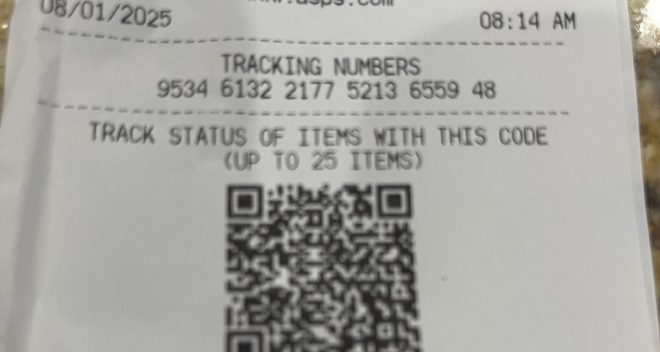 08/01/2025 08:14 AM
TRACKING NUMBERS
9534 6132 2177 5213 6559 48
TRACK STATUS OF ITEMS WITH THIS CODE
(UP TO 25 ITEMS)